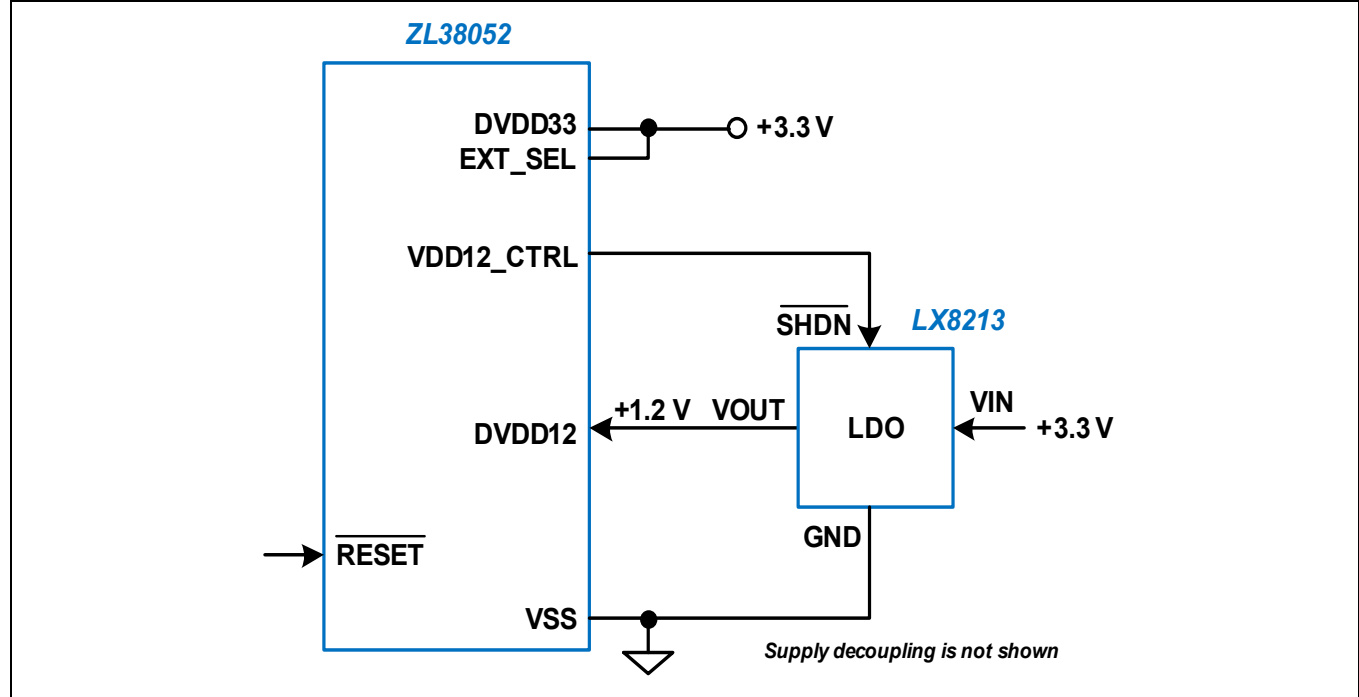 ZL38052
DVDD33
+3.3 V
EXT_SEL
VDD12_CTRL
SHDN
LX8213
+1.2 V VOUT
VIN
DVDD12
LDO
+3.3 V
GND
RESET
VSS
Supply decoupling is not shown